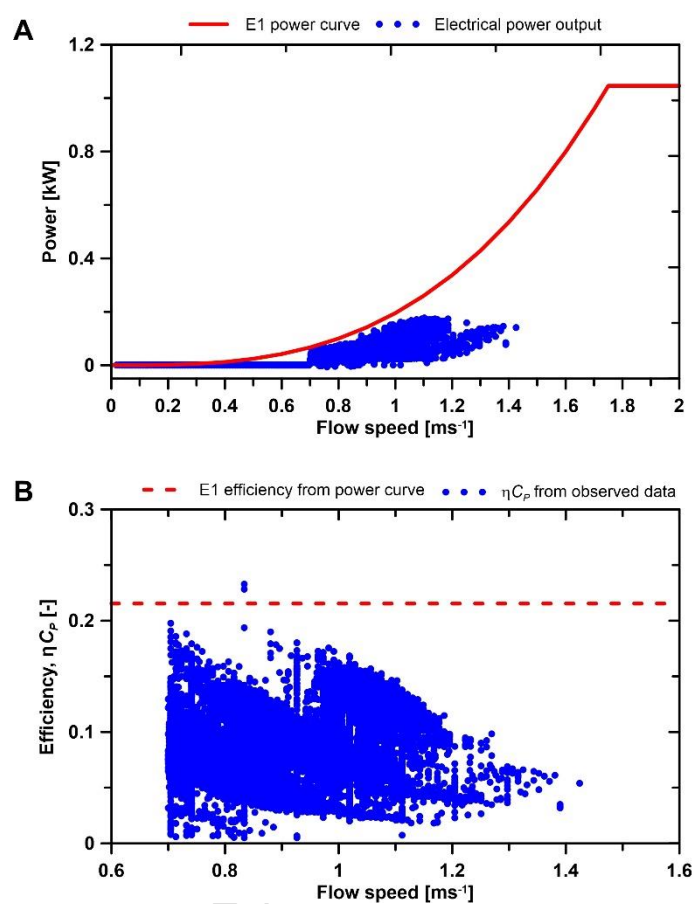 A
E1 power curve Electrical power output
1.2
0.8
0.4
0
Power [kW]
0 0.2 0.4 0.6 0.8 1 1.2 1.4 1.6 1.8 2
Flow speed [ms⁻¹]
B
E1 efficiency from power curve ηC_P from observed data
0.3
0.2
0.1
0
Efficiency, ηC_P [-]
0.6 0.8 1 1.2 1.4 1.6
Flow speed [ms⁻¹]